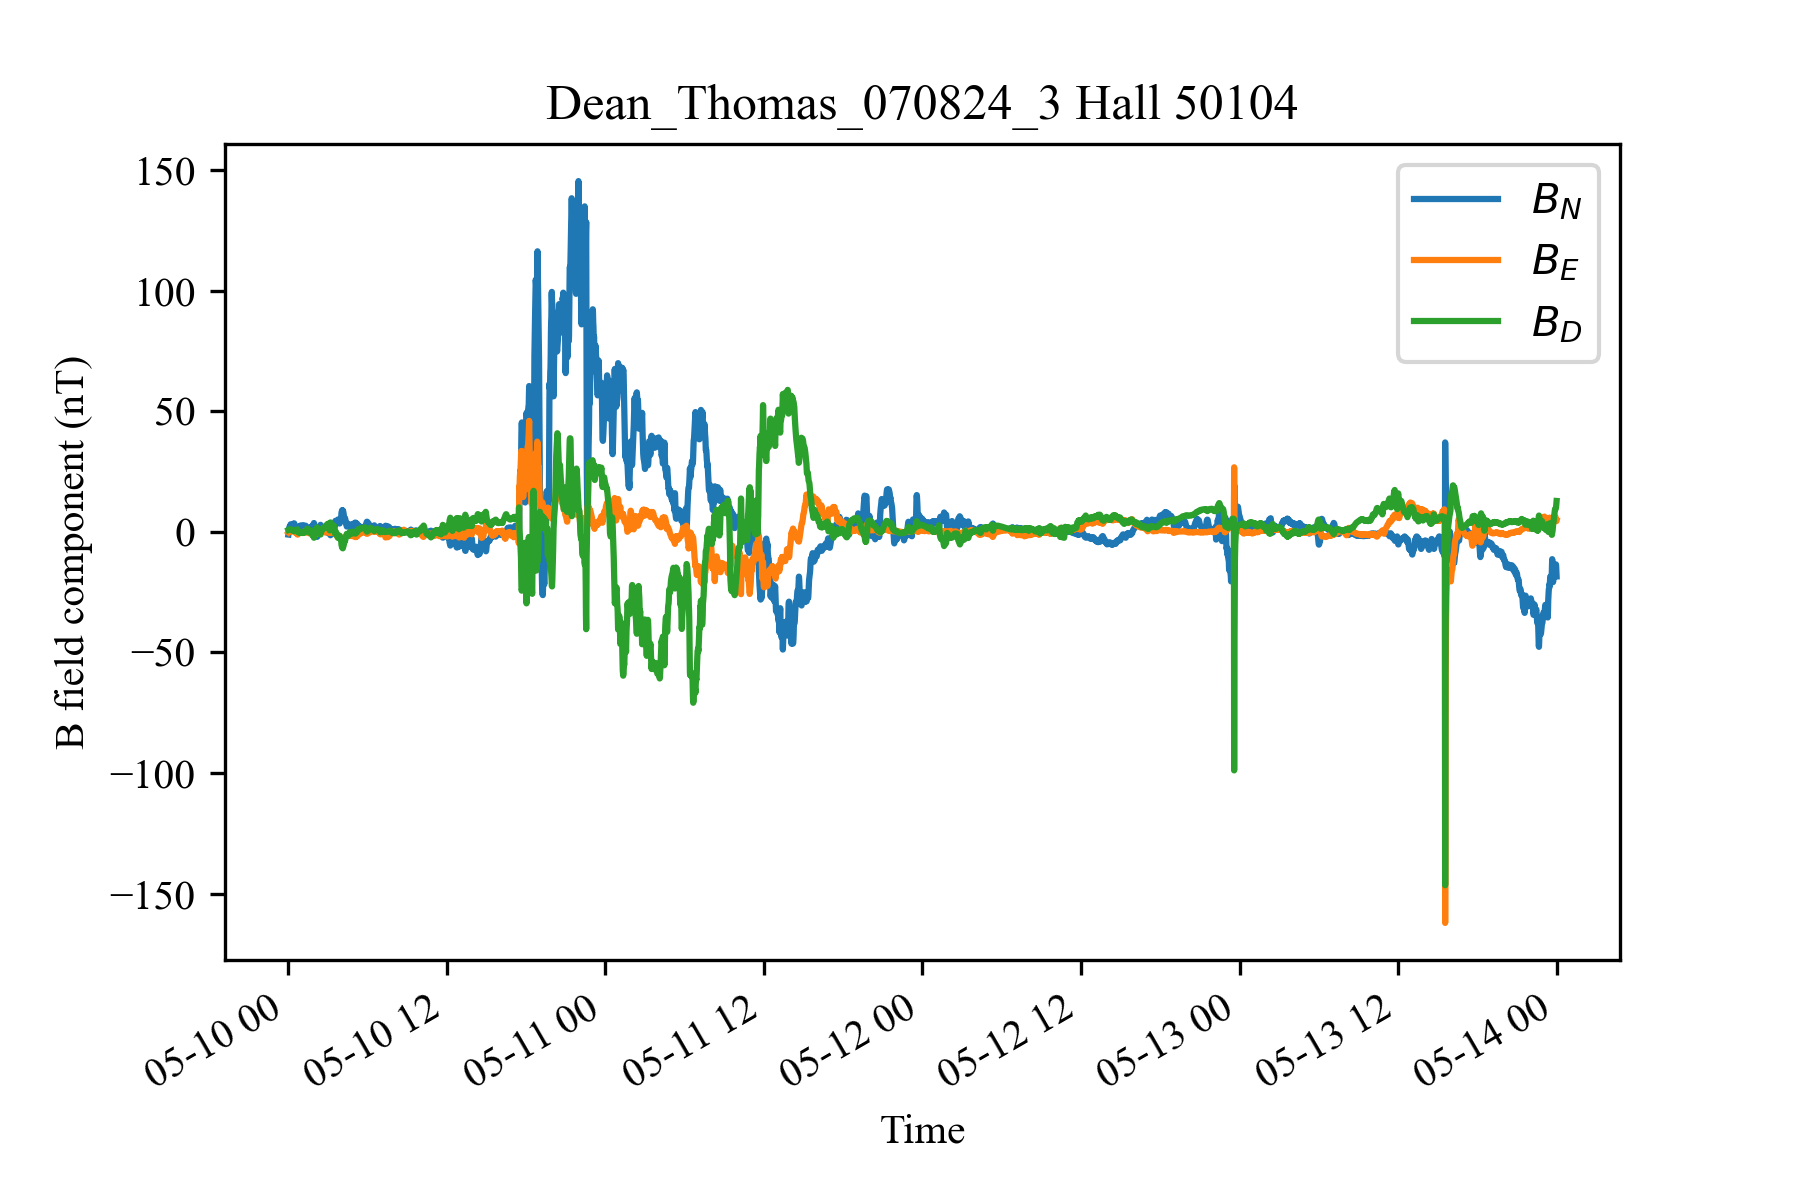 Dean_Thomas_070824_3 Hall 50104
B field component (nT)
150
100
50
0
−50
−100
−150
B_N
B_E
B_D
05-10 00
05-10 12
05-11 00
05-11 12
05-12 00
05-12 12
05-13 00
05-13 12
05-14 00
Time